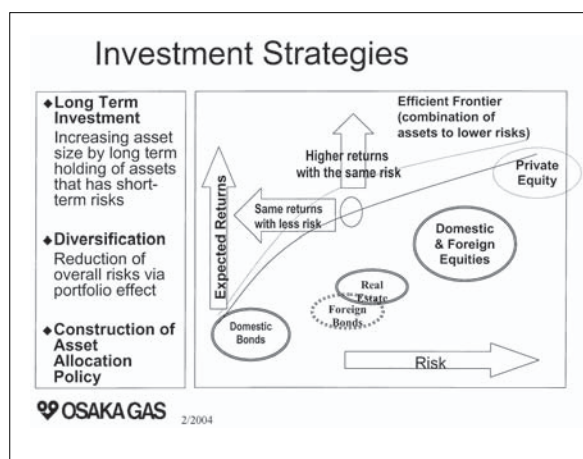 Investment Strategies
◆Long Term
Investment
Increasing asset
size by long term
holding of assets
that has short-
term risks
◆Diversification
Reduction of
overall risks via
portfolio effect
◆Construction of
Asset
Allocation
Policy
Efficient Frontier
(combination of
assets to lower risks)
Higher returns
with the same risk
Private
Equity
Expected Returns
Same returns
with less risk
Domestic
& Foreign
Equities
Real
Estate
Foreign
Bonds
Domestic
Bonds
Risk
OSAKA GAS
2/2004